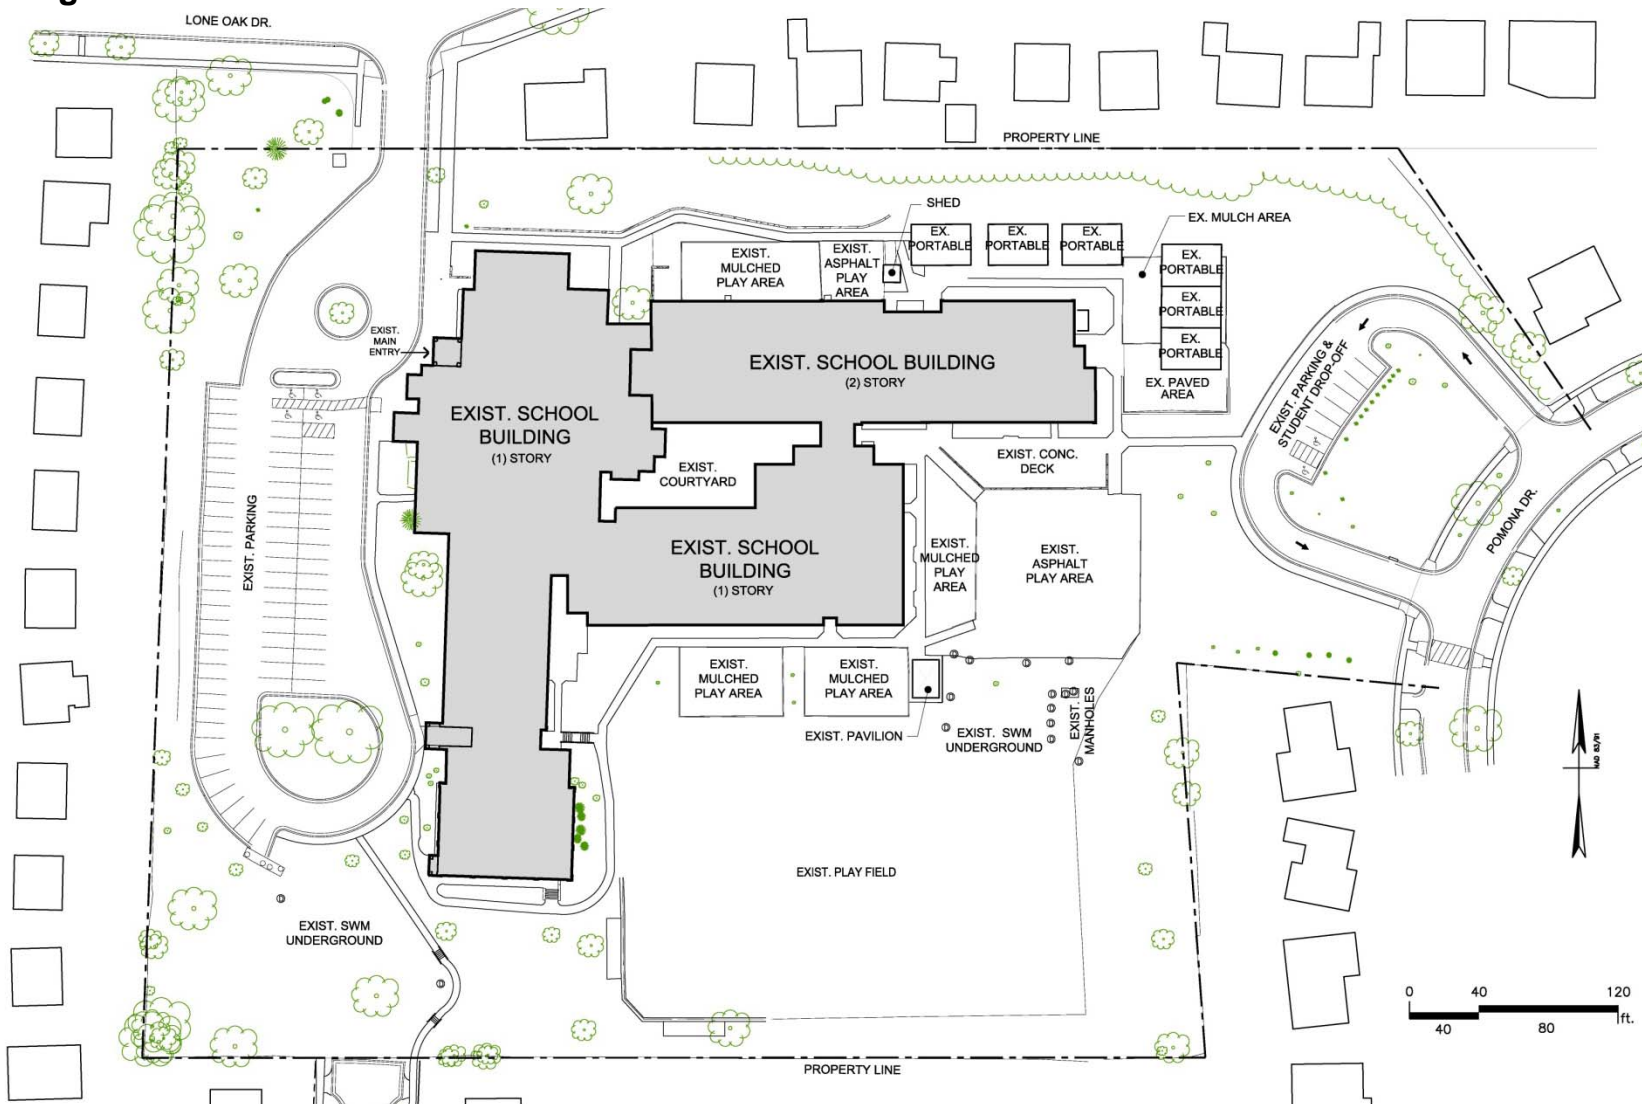 LONE OAK DR.
PROPERTY LINE
SHED
EX. MULCH AREA
EX.
PORTABLE
EX.
PORTABLE
EX.
PORTABLE
EXIST.
MULCHED
PLAY AREA
EXIST.
ASPHALT
PLAY
AREA
EX.
PORTABLE
EX.
PORTABLE
EX.
PORTABLE
EX. PAVED
AREA
EXIST.
MAIN
ENTRY
EXIST. SCHOOL BUILDING
(2) STORY
EXIST. PARKING &
STUDENT DROP-OFF
EXIST. SCHOOL
BUILDING
(1) STORY
EXIST.
COURTYARD
EXIST. CONC.
DECK
POMONA DR.
EXIST. PARKING
EXIST. SCHOOL
BUILDING
(1) STORY
EXIST.
MULCHED
PLAY
AREA
EXIST.
ASPHALT
PLAY AREA
EXIST.
MULCHED
PLAY AREA
EXIST.
MULCHED
PLAY AREA
EXIST. PAVILION
EXIST. SWM
UNDERGROUND
EXIST.
MANHOLES
NAD 83/91
EXIST. PLAY FIELD
EXIST. SWM
UNDERGROUND
0 40 120
40 80 ft.
PROPERTY LINE